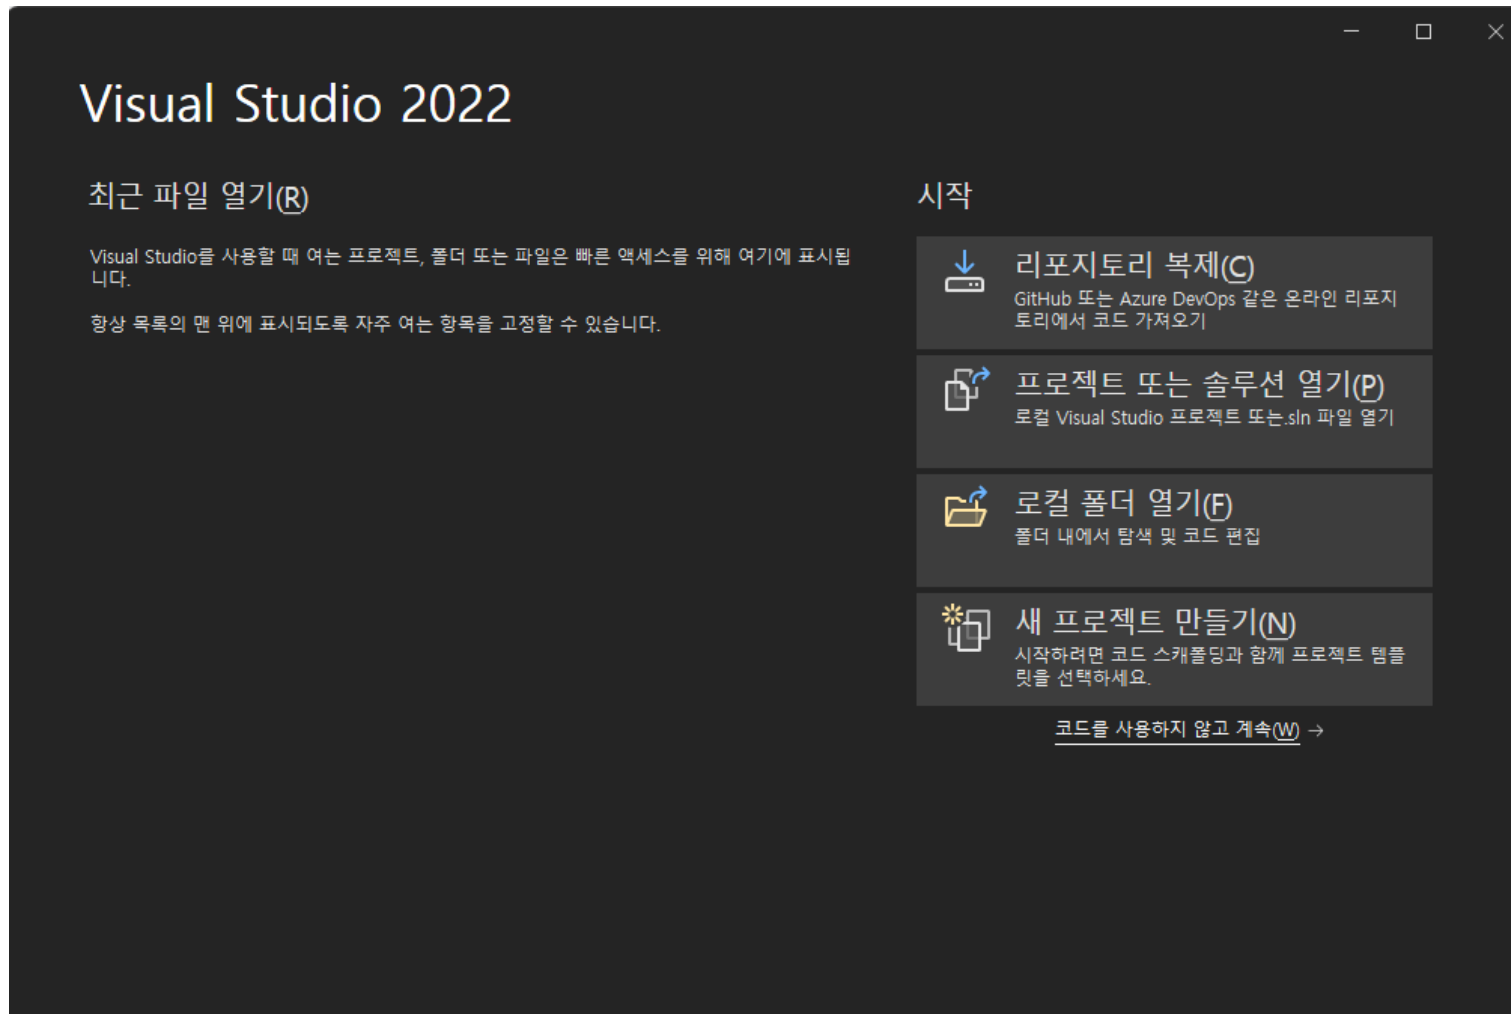 Visual Studio 2022
최근 파일 열기(R)
Visual Studio를 사용할 때 여는 프로젝트, 폴더 또는 파일은 빠른 액세스를 위해 여기에 표시됩
니다.
항상 목록의 맨 위에 표시되도록 자주 여는 항목을 고정할 수 있습니다.
시작
리포지토리 복제(C)
GitHub 또는 Azure DevOps 같은 온라인 리포지
토리에서 코드 가져오기
프로젝트 또는 솔루션 열기(P)
로컬 Visual Studio 프로젝트 또는.sln 파일 열기
로컬 폴더 열기(F)
폴더 내에서 탐색 및 코드 편집
새 프로젝트 만들기(N)
시작하려면 코드 스캐폴딩과 함께 프로젝트 템플
릿을 선택하세요.
코드를 사용하지 않고 계속(W) →